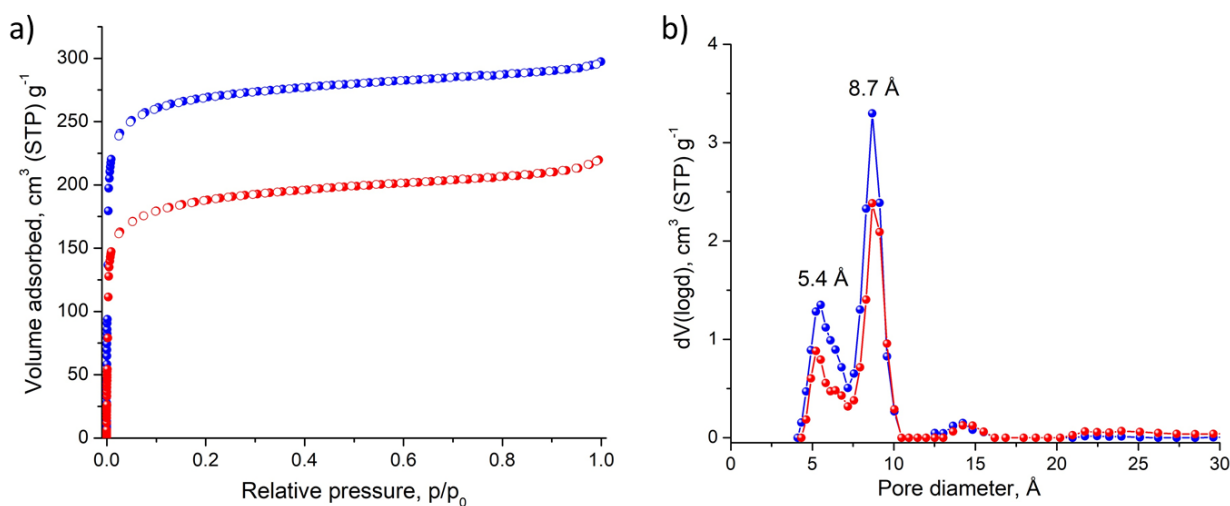 a)
Volume adsorbed, cm³ (STP) g⁻¹
300
250
200
150
100
50
0
0.0 0.2 0.4 0.6 0.8 1.0
Relative pressure, p/p₀
b)
dV(logd), cm³ (STP) g⁻¹
4
3
2
1
0
8.7 Å
5.4 Å
0 5 10 15 20 25 30
Pore diameter, Å